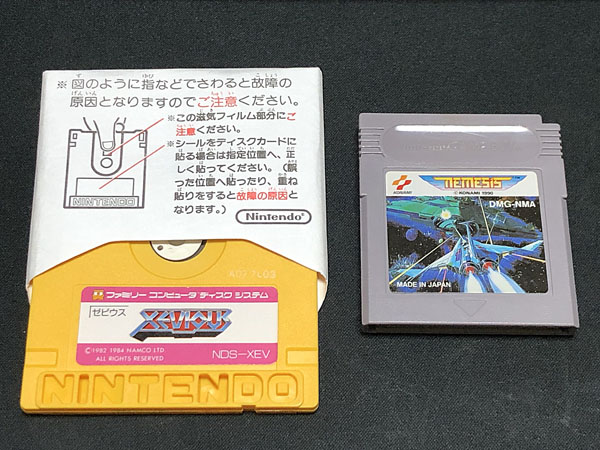 ※図のように指などでさわると故障の
原因となりますのでご注意ください。
※この磁気フィルム部分にご
注意ください。
※シールをディスクカードに
貼る場合は指定位置へ、正
しく貼ってください。(誤
った位置へ貼ったり、重ね
貼りをすると故障の原因と
なります。)
NINTENDO
Nintendo
ファミリー コンピュータ ディスク システム
ゼビウス
XEVIOUS
©1982 1984 NAMCO LTD
ALL RIGHTS RESERVED
NDS-XEV
NINTENDO
KONAMI
NEMESIS
© KONAMI 1990
DMG-NMA
MADE IN JAPAN